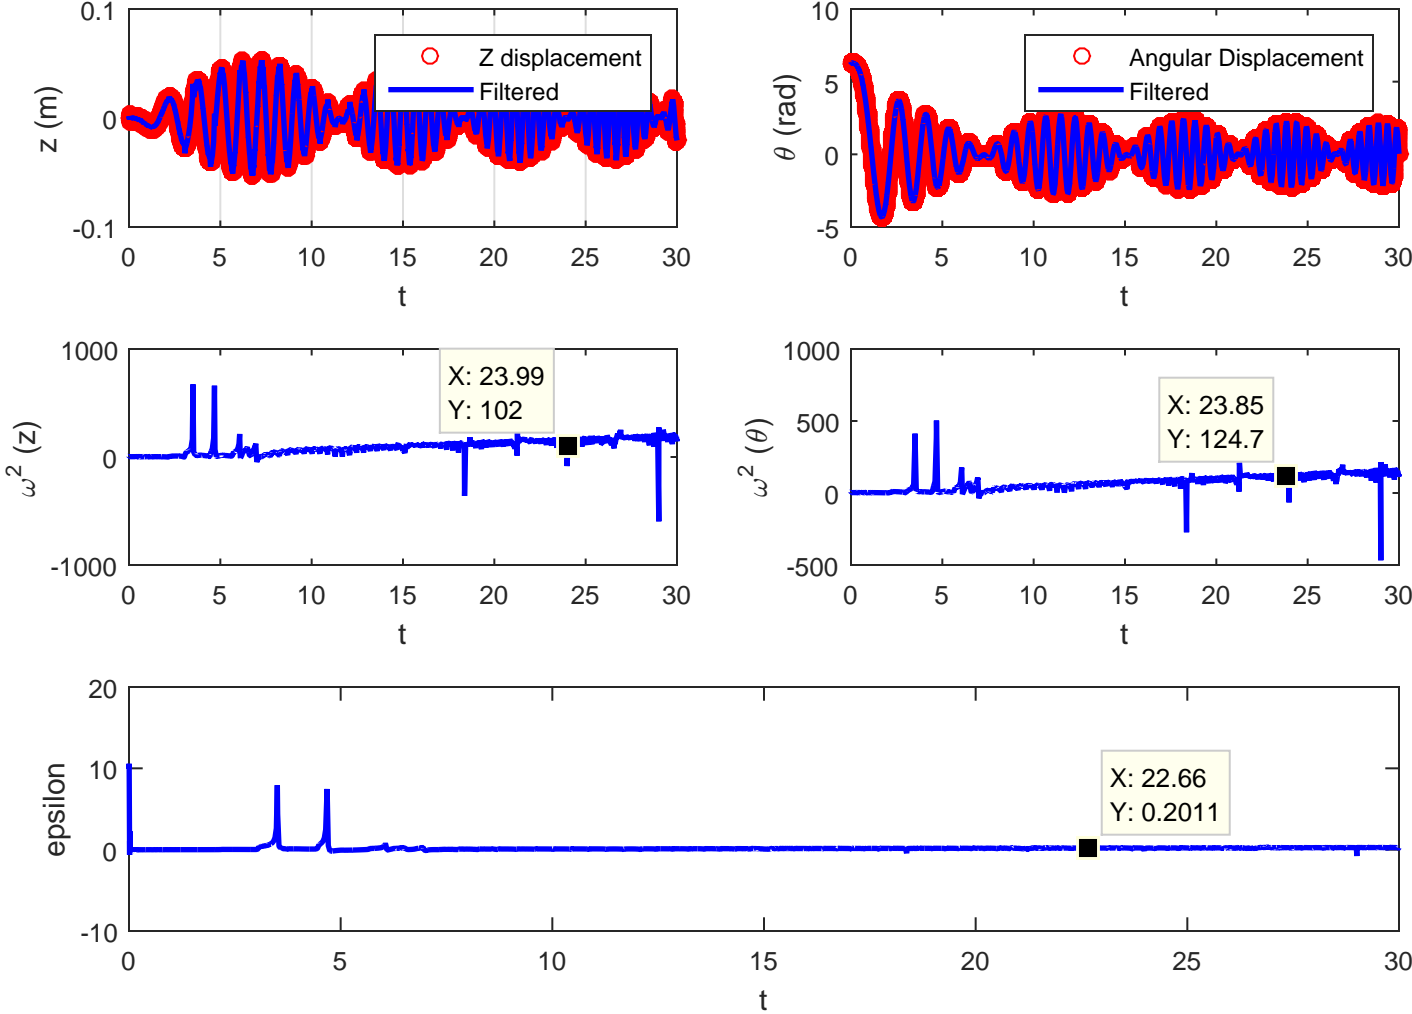 0.1
0
-0.1
z (m)
Z displacement
Filtered
0 5 10 15 20 25 30
t
10
5
0
-5
θ (rad)
Angular Displacement
Filtered
0 5 10 15 20 25 30
t
1000
0
-1000
ω² (z)
X: 23.99
Y: 102
0 5 10 15 20 25 30
t
1000
500
0
-500
ω² (θ)
X: 23.85
Y: 124.7
0 5 10 15 20 25 30
t
20
10
0
-10
epsilon
X: 22.66
Y: 0.2011
0 5 10 15 20 25 30
t